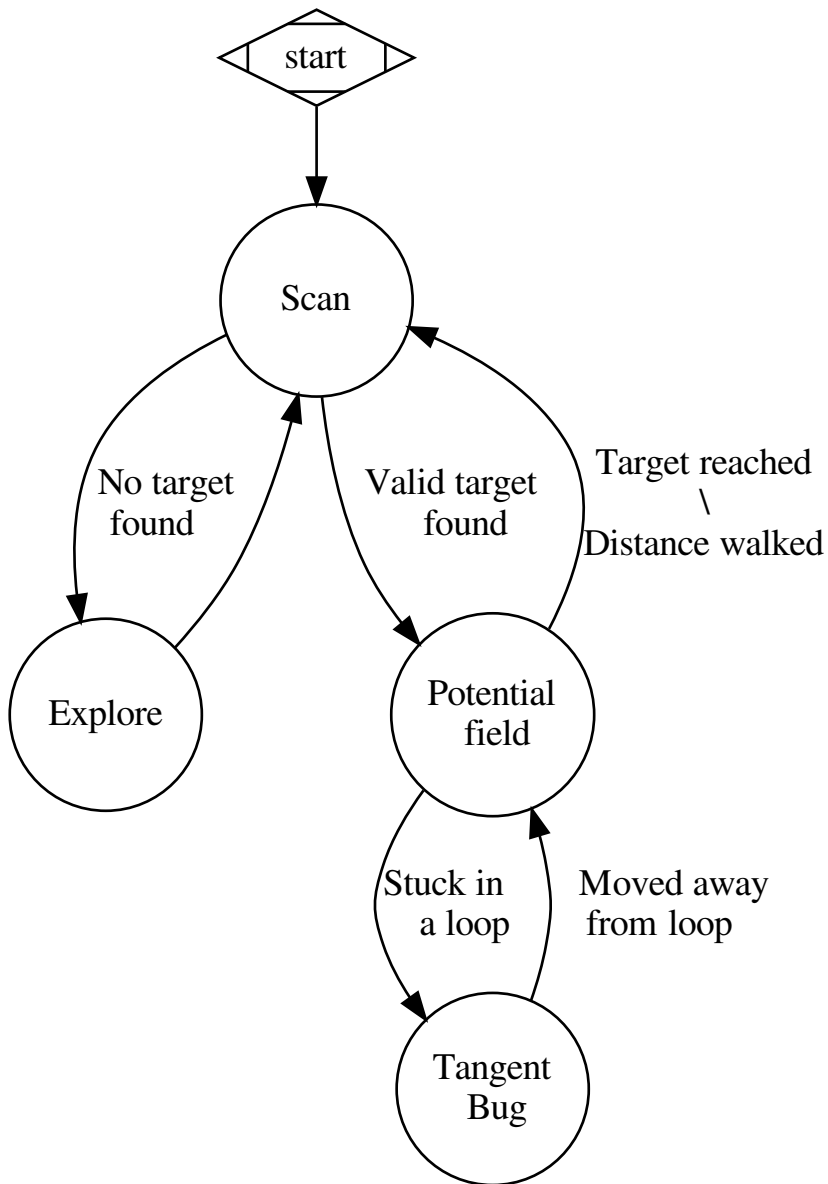 start
Scan
No target
found
Valid target
found
Target reached
\
Distance walked
Explore
Potential
field
Stuck in
a loop
Moved away
from loop
Tangent
Bug